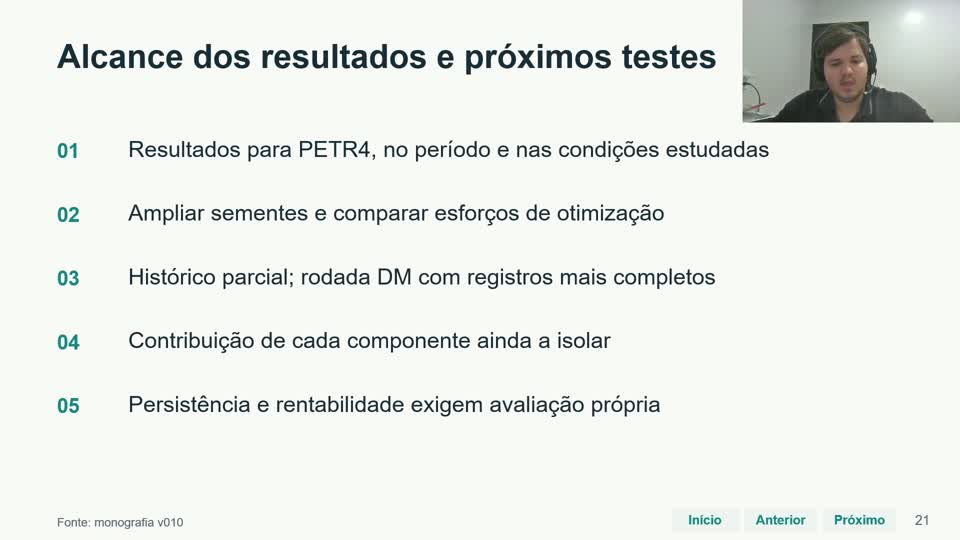 Alcance dos resultados e próximos testes
01 Resultados para PETR4, no período e nas condições estudadas
02 Ampliar sementes e comparar esforços de otimização
03 Histórico parcial; rodada DM com registros mais completos
04 Contribuição de cada componente ainda a isolar
05 Persistência e rentabilidade exigem avaliação própria
Fonte: monografia v010
Início Anterior Próximo 21